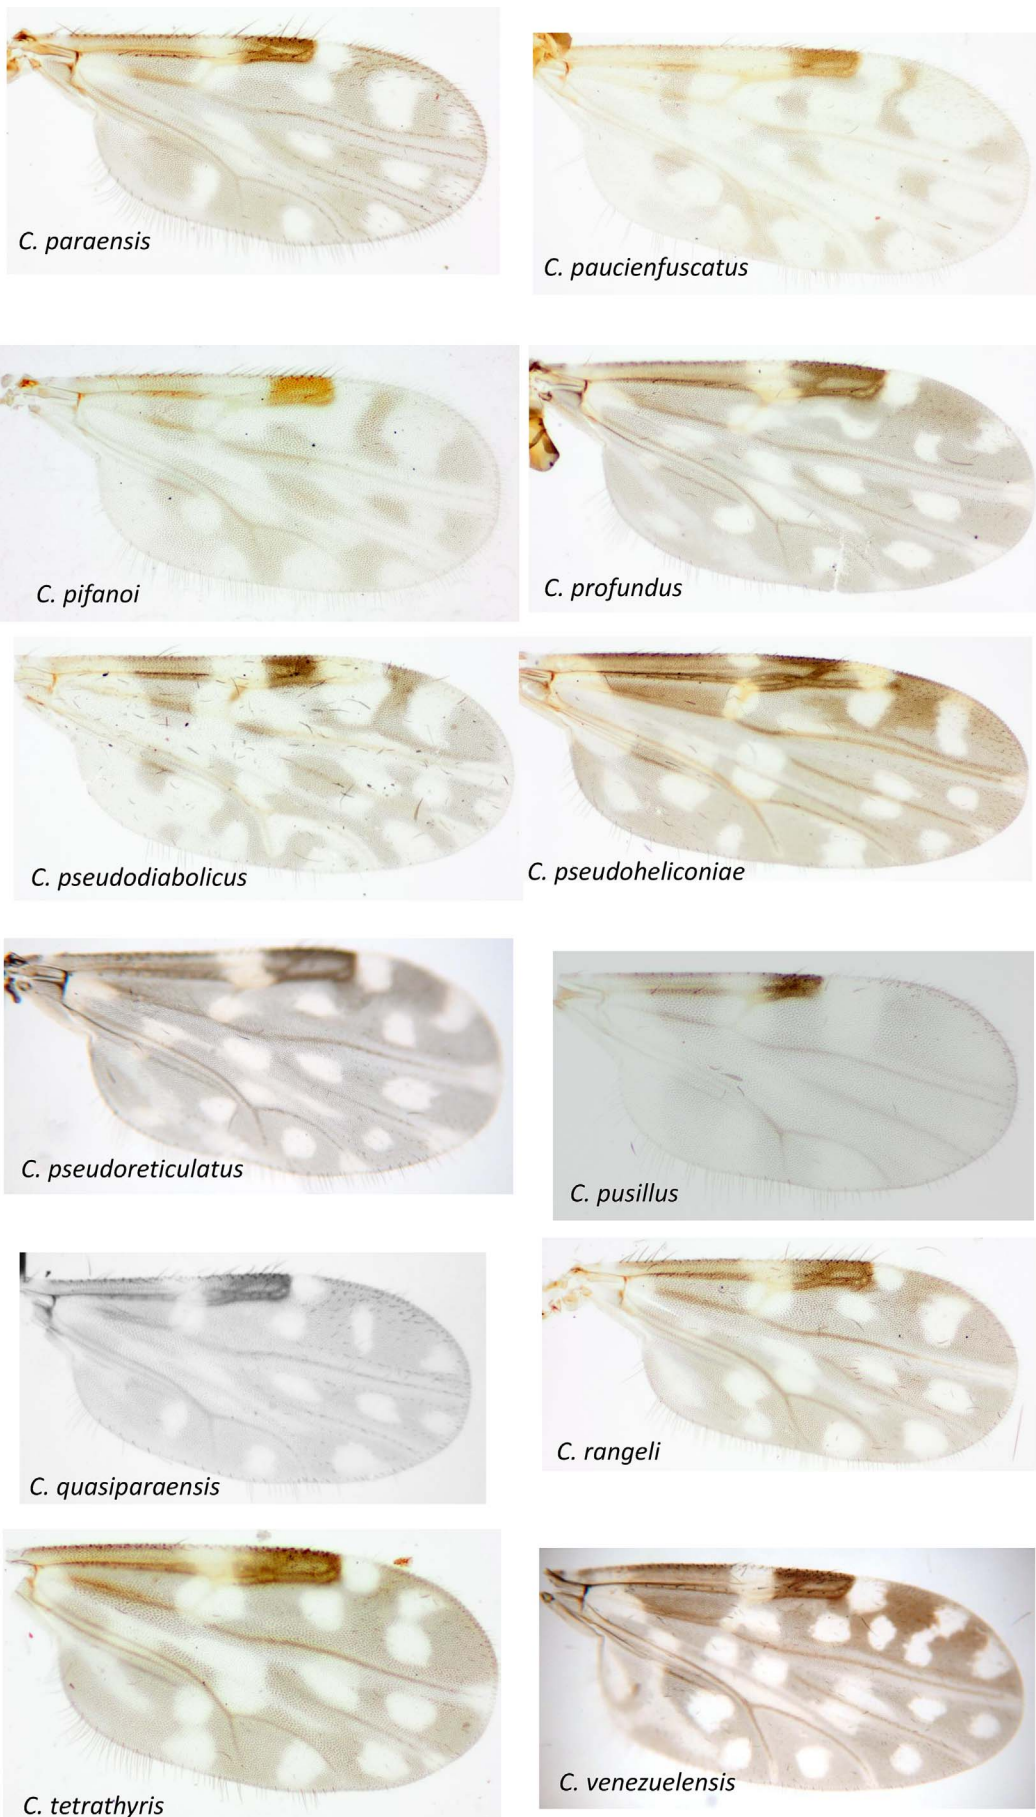 C. paraensis
C. paucienfuscatus
C. pifanoi
C. profundus
C. pseudodiabolicus
C. pseudoheliconiae
C. pseudoreticulatus
C. pusillus
C. quasiparaensis
C. rangeli
C. tetrathyris
C. venezuelensis